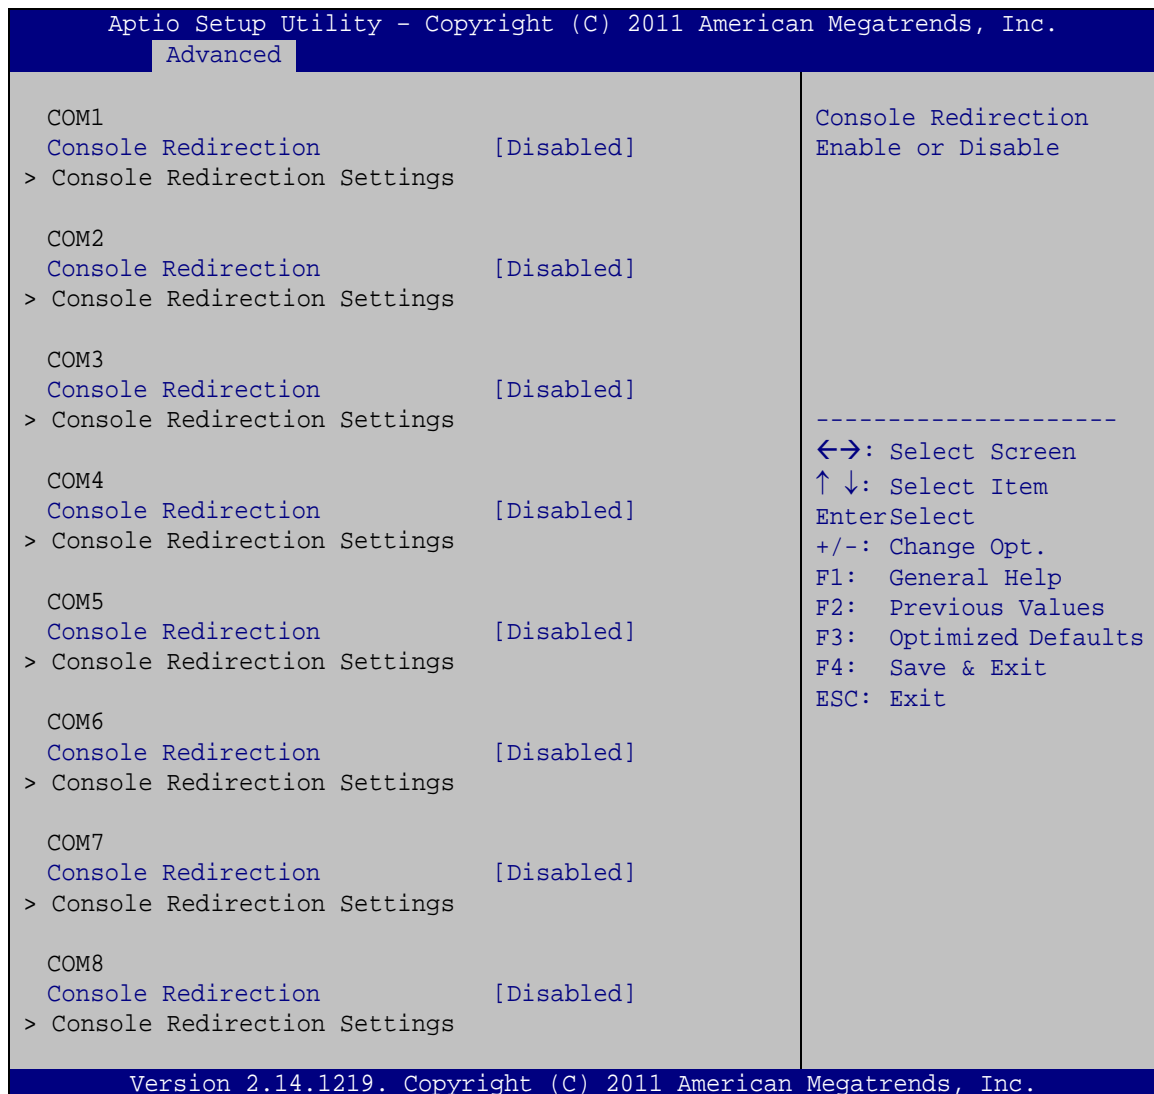 Aptio Setup Utility – Copyright (C) 2011 American Megatrends, Inc.
Advanced
COM1
Console Redirection [Disabled]
> Console Redirection Settings
COM2
Console Redirection [Disabled]
> Console Redirection Settings
COM3
Console Redirection [Disabled]
> Console Redirection Settings
COM4
Console Redirection [Disabled]
> Console Redirection Settings
COM5
Console Redirection [Disabled]
> Console Redirection Settings
COM6
Console Redirection [Disabled]
> Console Redirection Settings
COM7
Console Redirection [Disabled]
> Console Redirection Settings
COM8
Console Redirection [Disabled]
> Console Redirection Settings
Console Redirection
Enable or Disable
---------------------
←→: Select Screen
↑ ↓: Select Item
EnterSelect
+/-: Change Opt.
F1: General Help
F2: Previous Values
F3: Optimized Defaults
F4: Save & Exit
ESC: Exit
Version 2.14.1219. Copyright (C) 2011 American Megatrends, Inc.